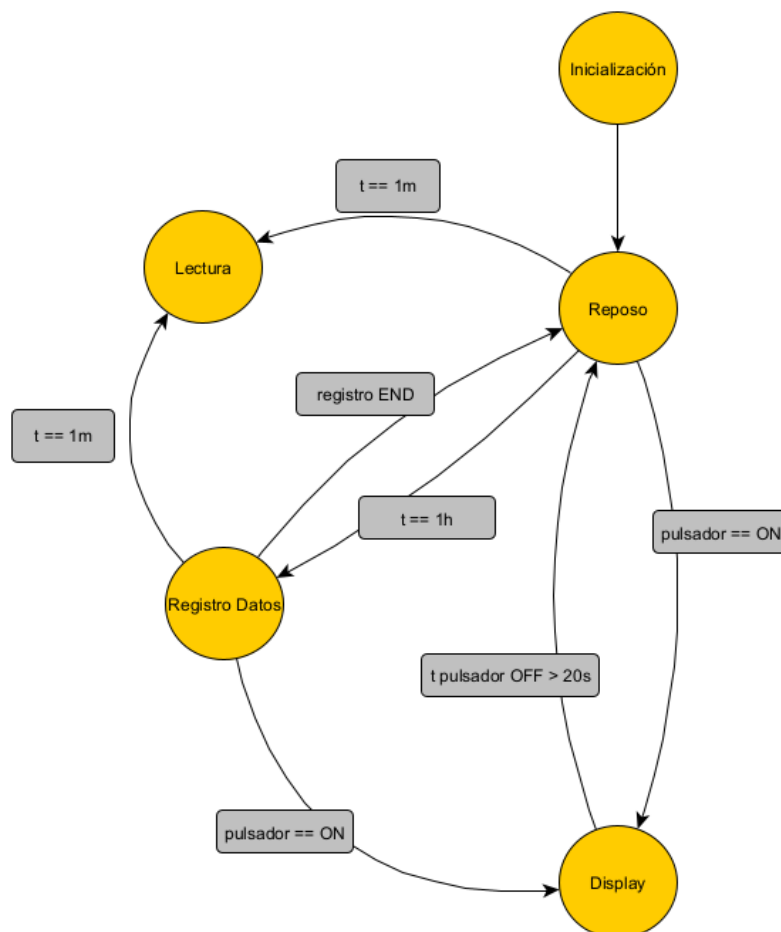 Inicialización
t == 1m
Lectura
Reposo
registro END
t == 1m
t == 1h
pulsador == ON
Registro Datos
t pulsador OFF > 20s
pulsador == ON
Display